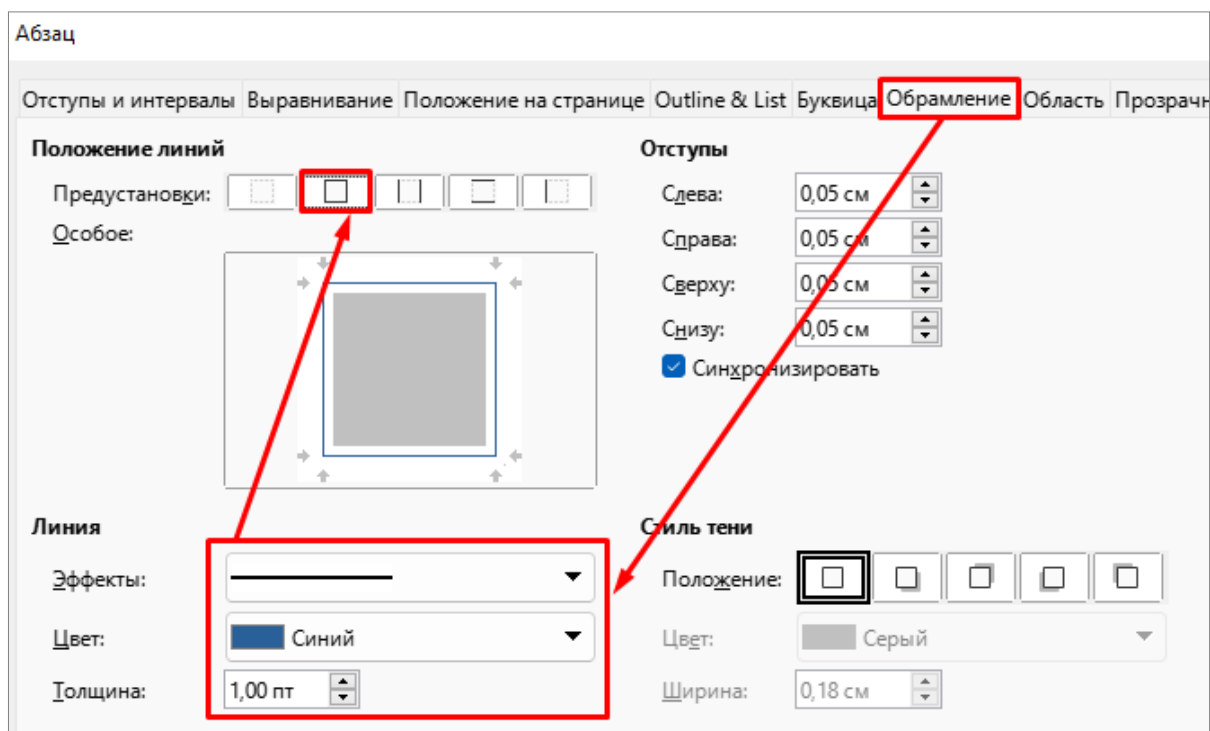 Абзац
Отступы и интервалы Выравнивание Положение на странице Outline & List Буквица Обрамление Область Прозрачн
Положение линий
Предустановки:
Особое:
Отступы
Слева: 0,05 см
Справа: 0,05 см
Сверху: 0,05 см
Снизу: 0,05 см
Синхронизировать
Линия
Эффекты:
Цвет: Синий
Толщина: 1,00 пт
Стиль тени
Положение:
Цвет: Серый
Ширина: 0,18 см